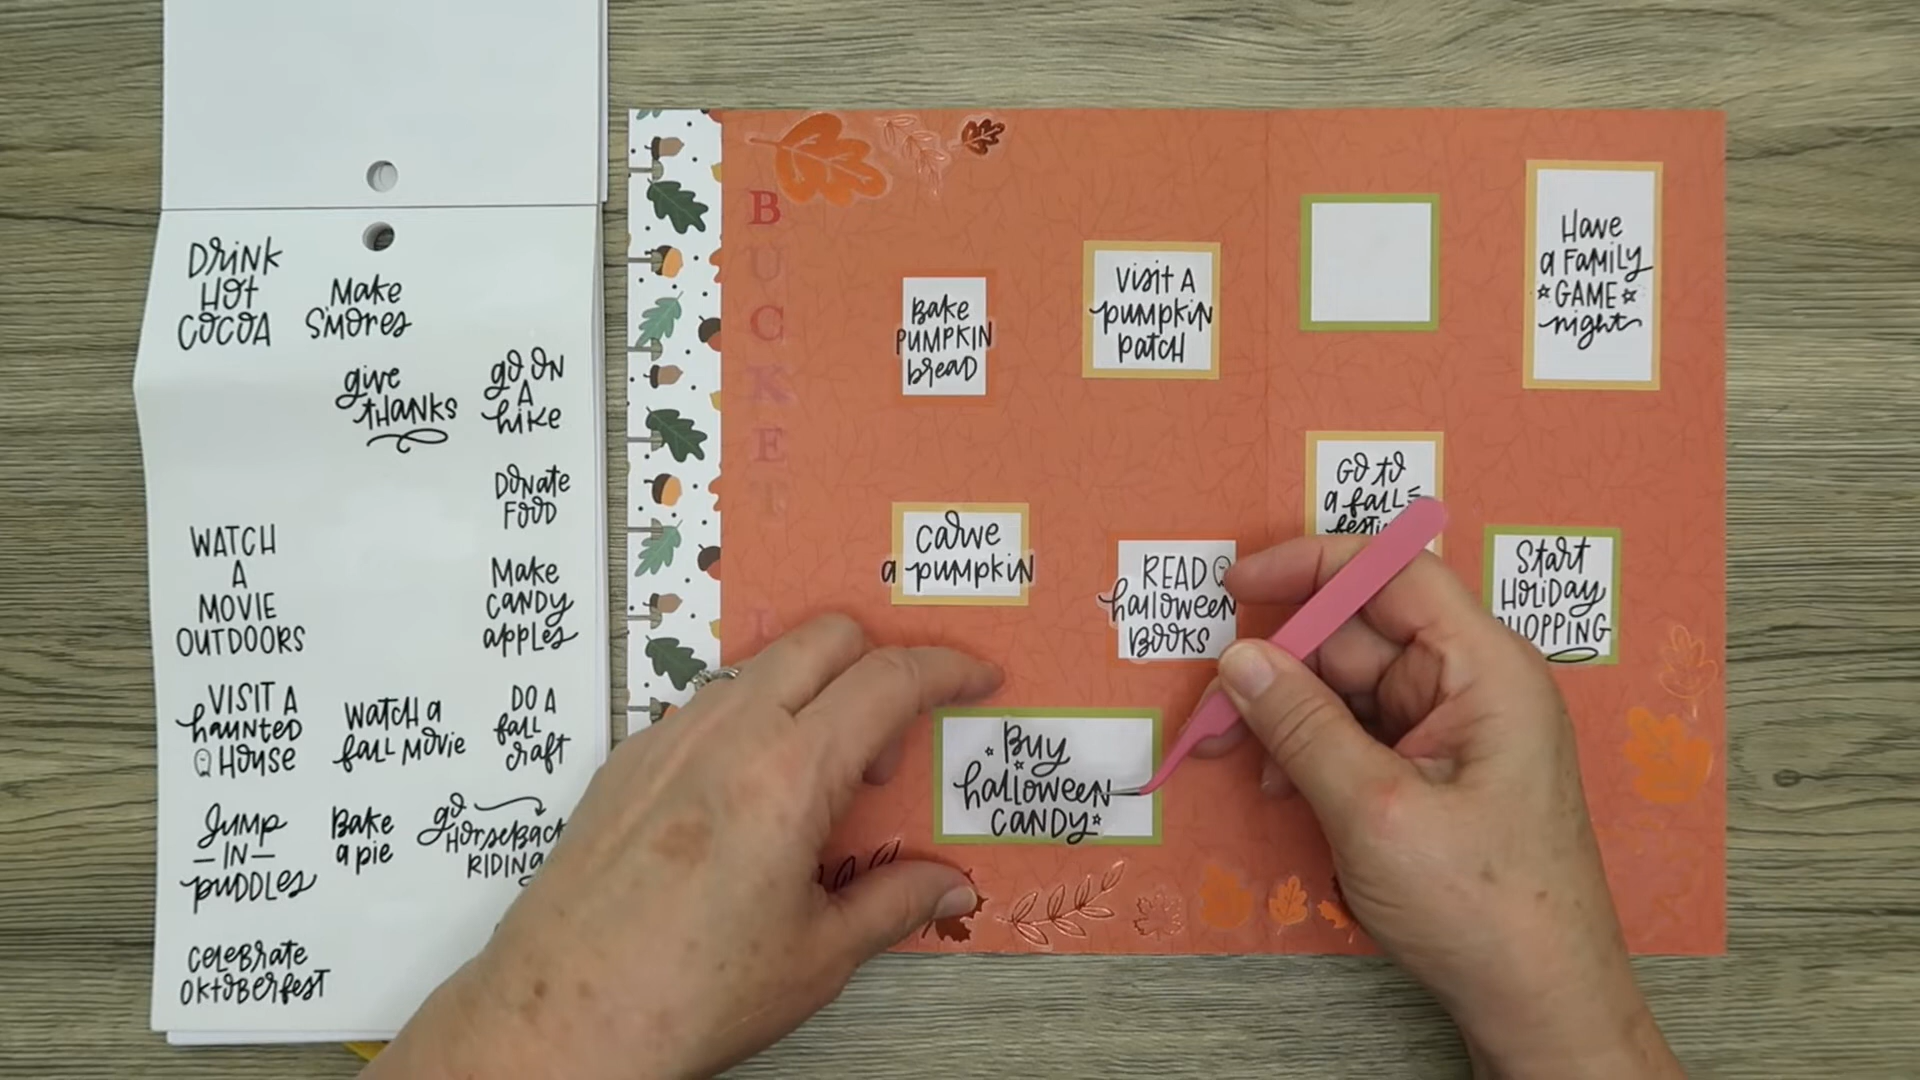 DRINK
HOT
COCOA
Make
S'mores
give
THANKS
GO ON
A
hike
DONATE
FOOD
WATCH
A
MOVIE
OUTDOORS
Make
CANDY
apples
VISIT A
haunted
House
Watch a
fall Movie
DO A
fall
craft
Jump
- IN -
PUDDLES
Bake
a pie
go
HORSEBACK
RIDING
CELEBRATE
OKTOBERFEST
BUCKET
L
Bake
PUMPKIN
bread
Visit A
pumpkin
patch
Have
a Family
GAME
night
Carve
a pumpkin
READ
halloween
BOOKS
GO to
a fall
Start
Holiday
Buy
halloween
CANDY